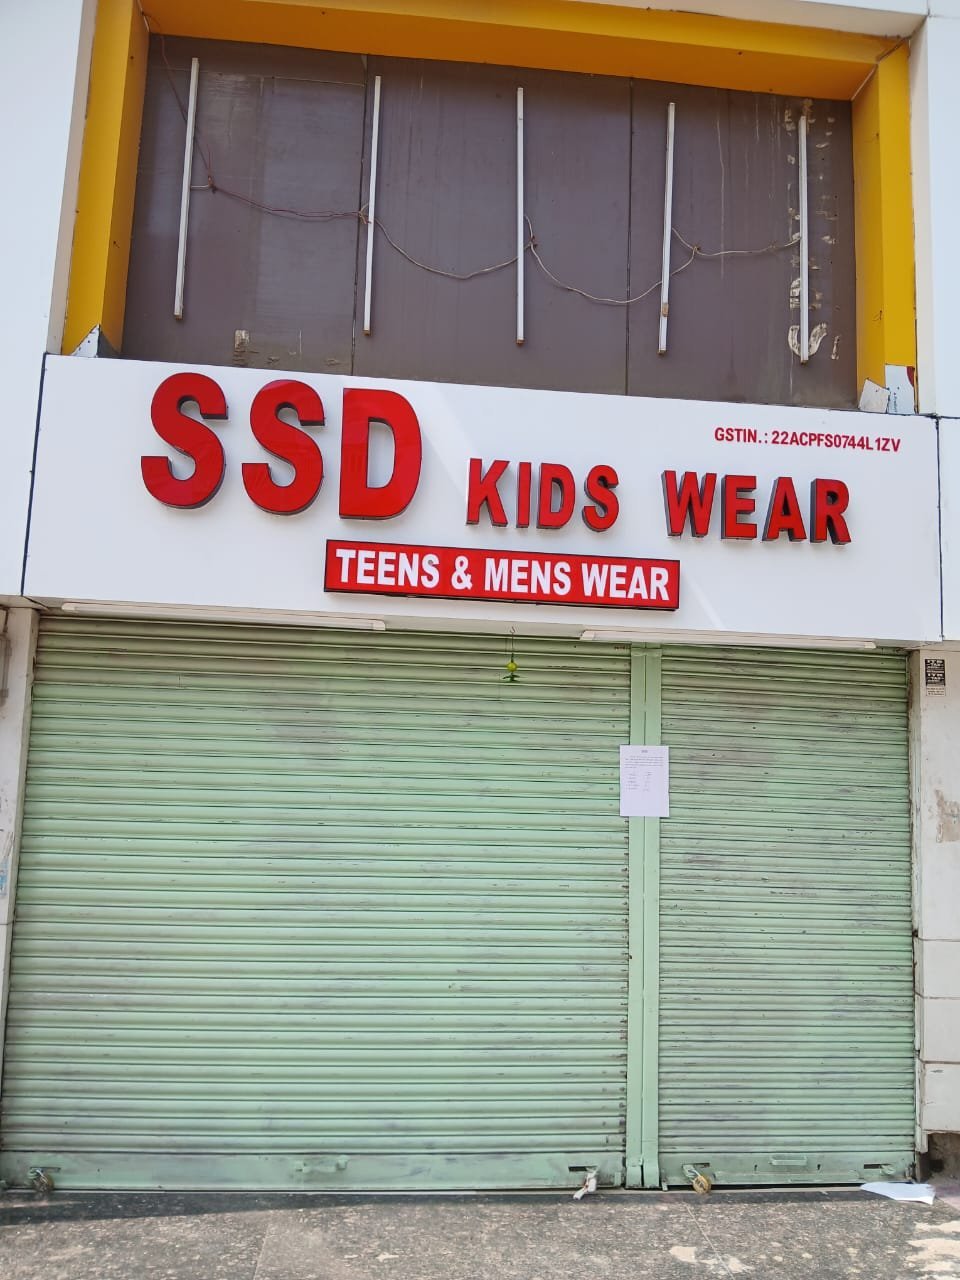 GSTIN.: 22ACPFS0744L1ZV
SSD KIDS WEAR
TEENS & MENS WEAR